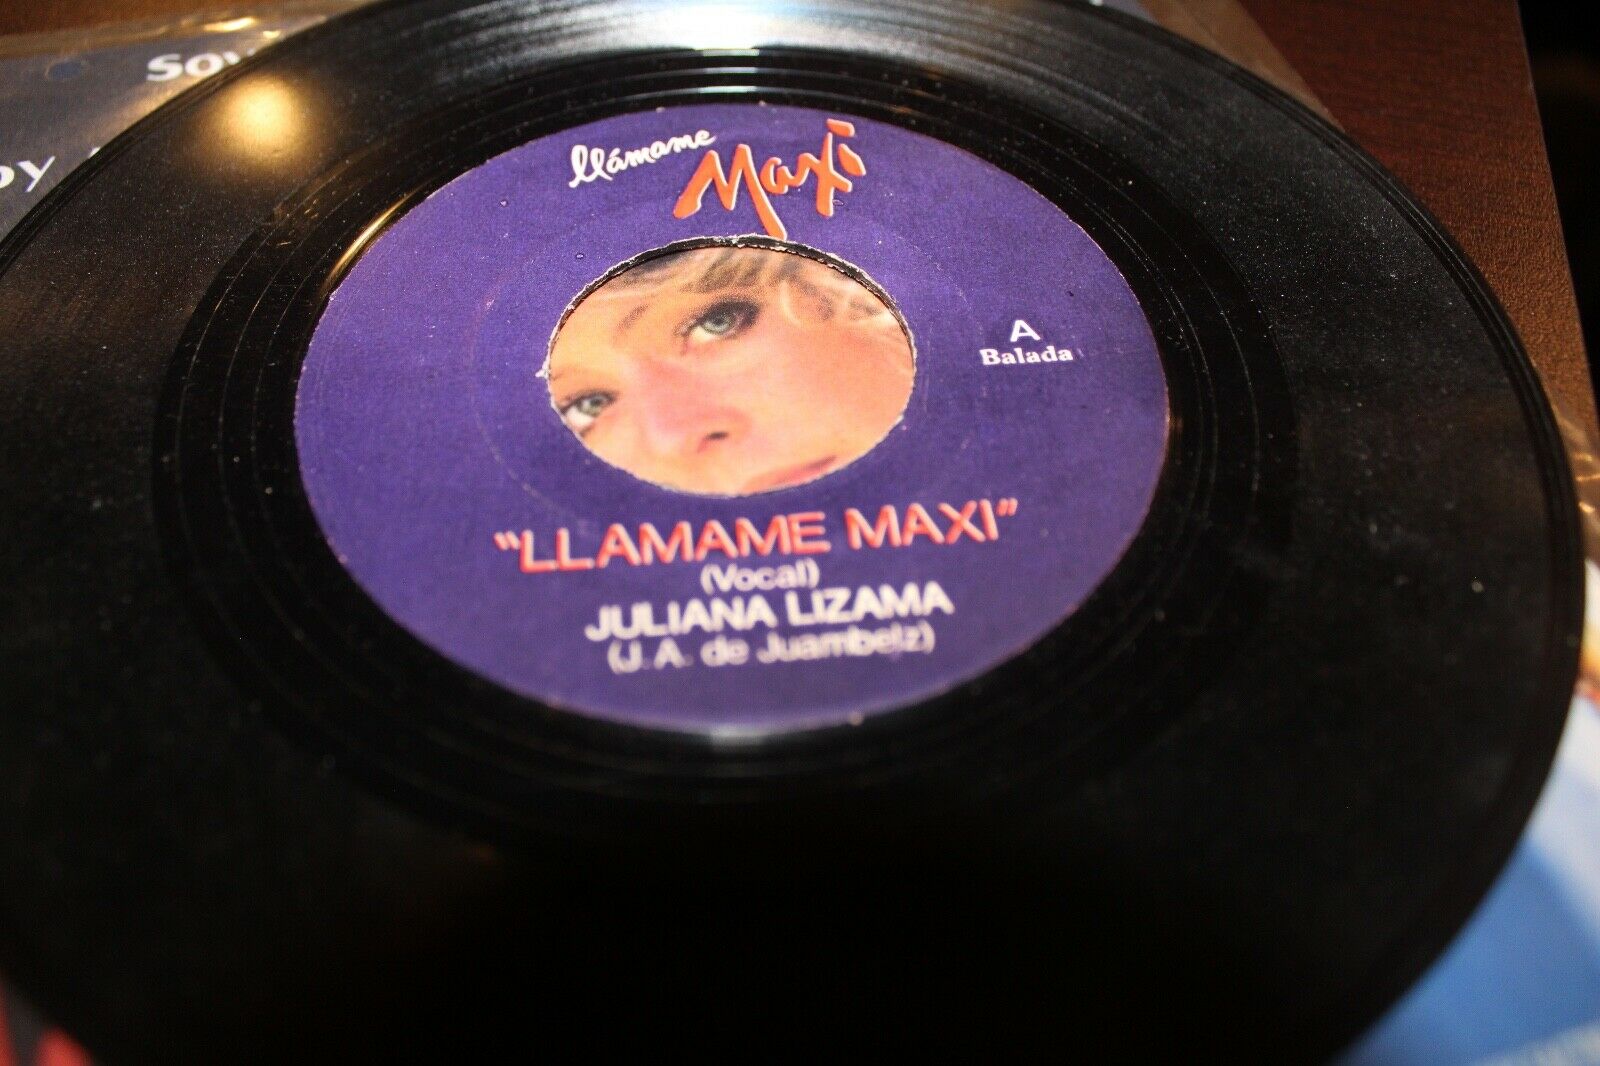 llámame
Maxi
A
Balada
"LLAMAME MAXI"
(Vocal)
JULIANA LIZAMA
(J. A. de Juambelz)